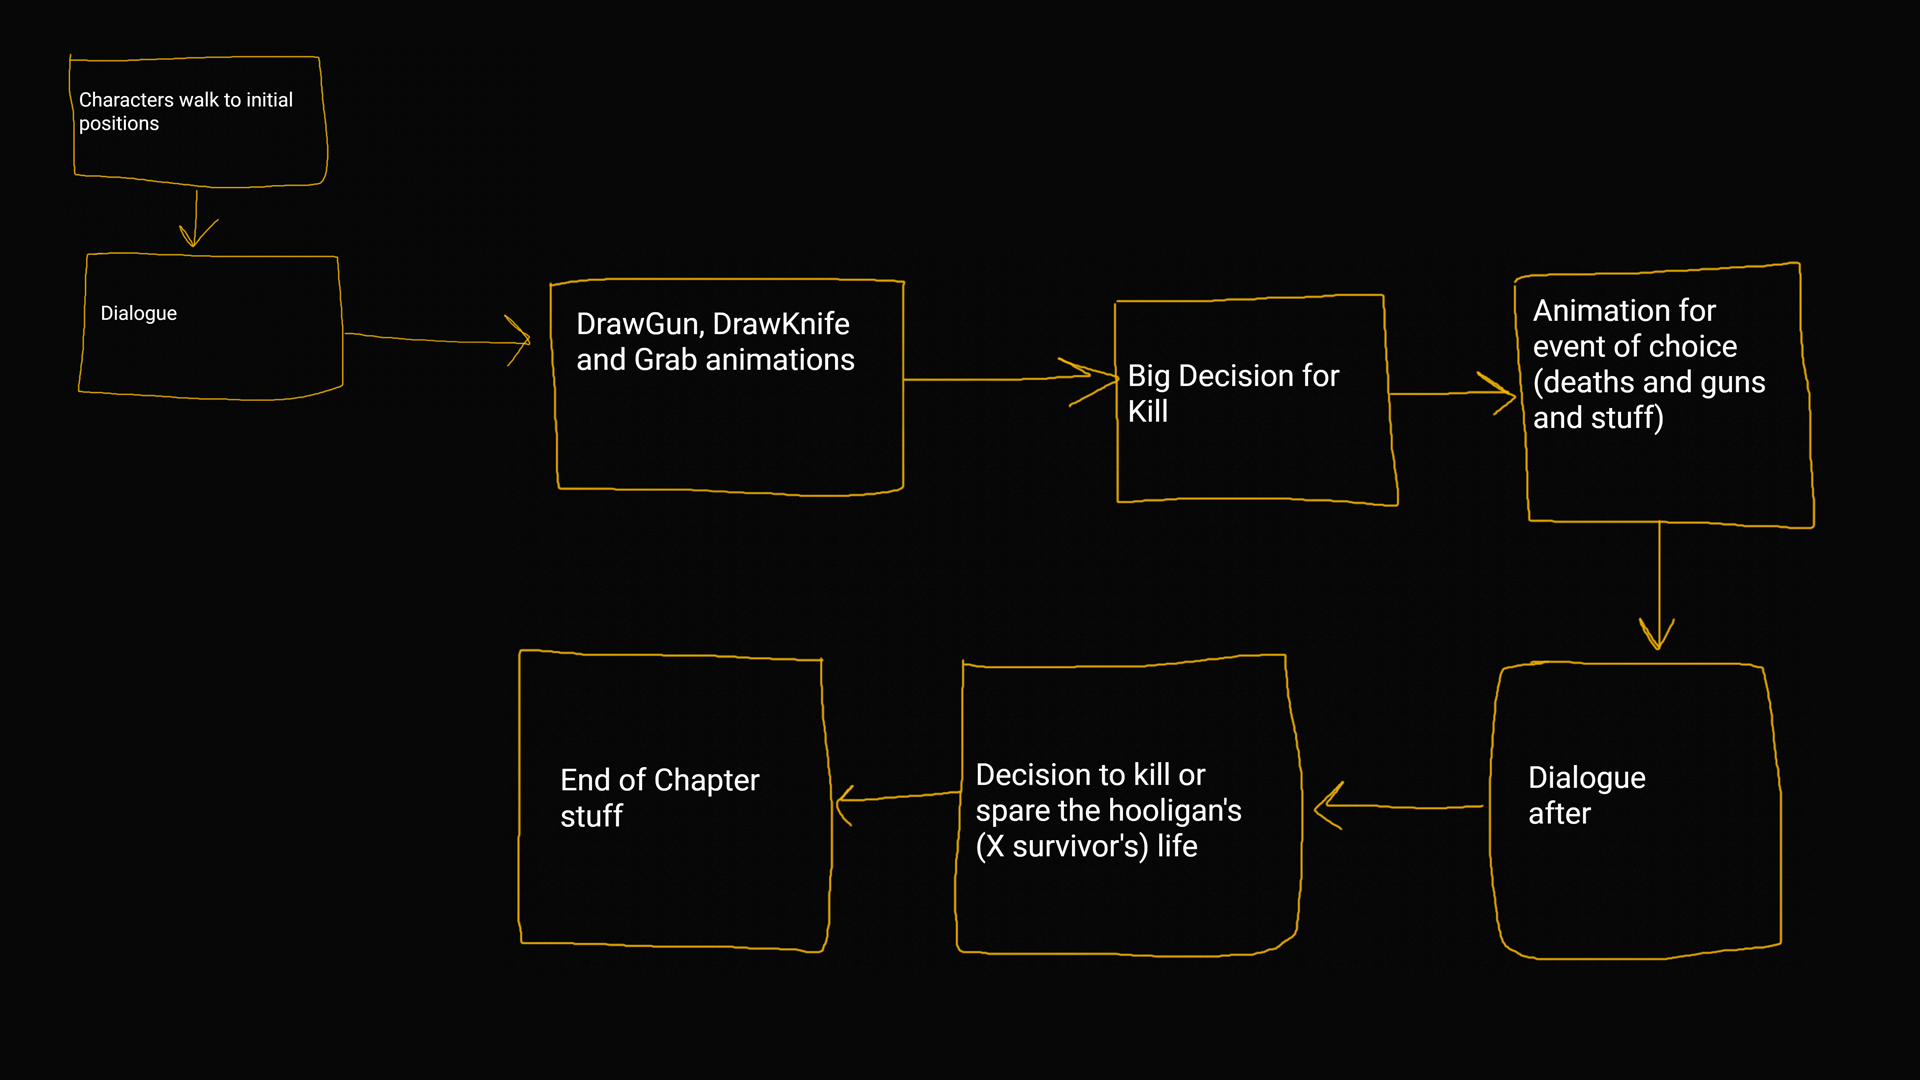 Characters walk to initial
positions
Dialogue
DrawGun, DrawKnife
and Grab animations
Big Decision for
Kill
Animation for
event of choice
(deaths and guns
and stuff)
Dialogue
after
Decision to kill or
spare the hooligan's
(X survivor's) life
End of Chapter
stuff